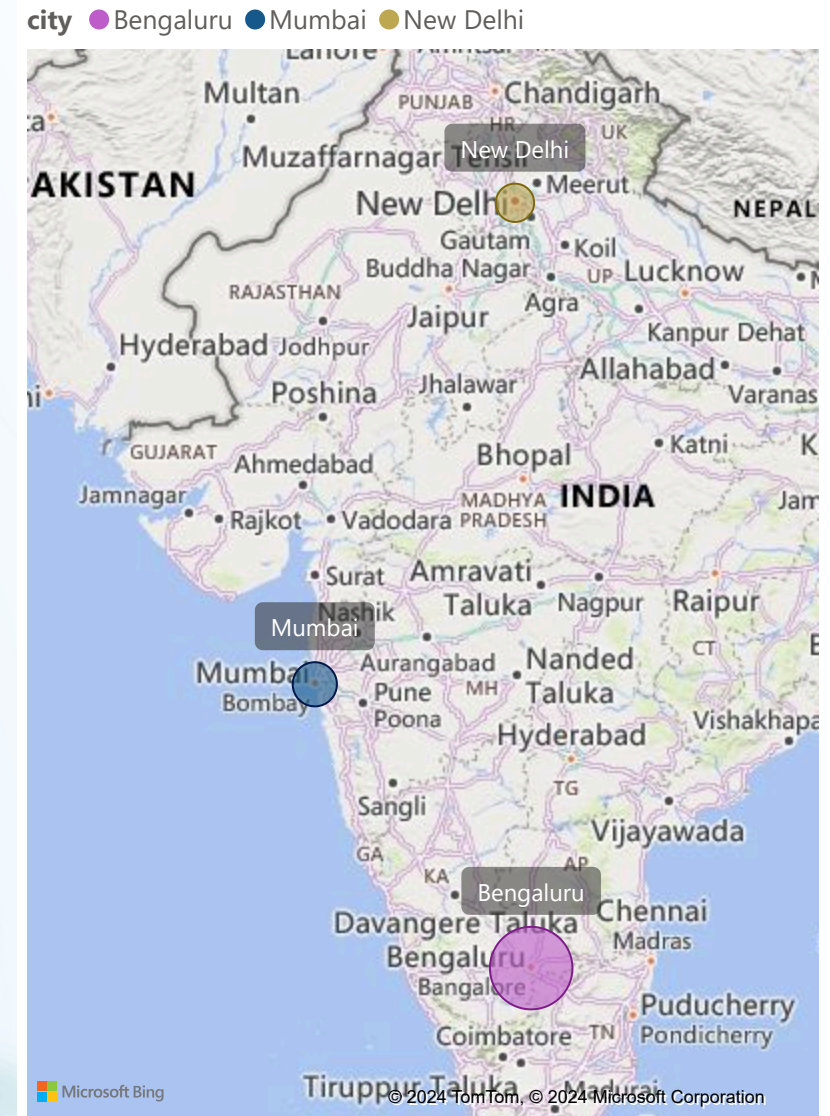 city Bengaluru Mumbai New Delhi
Lahore
Multan
PUNJAB
Chandigarh
HR
UK
Muzaffarnagar
New Delhi
AKISTAN
Meerut
New Delhi
NEPAL
Gautam
Buddha Nagar
Koil
UP
Lucknow
RAJASTHAN
Agra
Jaipur
Kanpur Dehat
Hyderabad
Jodhpur
Allahabad
Poshina
Jhalawar
Varanas
GUJARAT
Ahmedabad
Bhopal
Katni
K
Jamnagar
Rajkot
Vadodara
MADHYA
PRADESH
INDIA
Jam
Surat
Amravati
Taluka
Nagpur
Raipur
Nashik
Mumbai
CT
Mumbai
Bombay
Aurangabad
Pune
Poona
MH
Nanded
Taluka
Vishakhapa
Hyderabad
TG
Sangli
Vijayawada
GA
AP
KA
Bengaluru
Davangere Taluka
Chennai
Madras
Bengaluru
Bangalore
Puducherry
Pondicherry
Coimbatore
TN
Tiruppur Taluka
Madurai
Microsoft Bing
© 2024 TomTom, © 2024 Microsoft Corporation